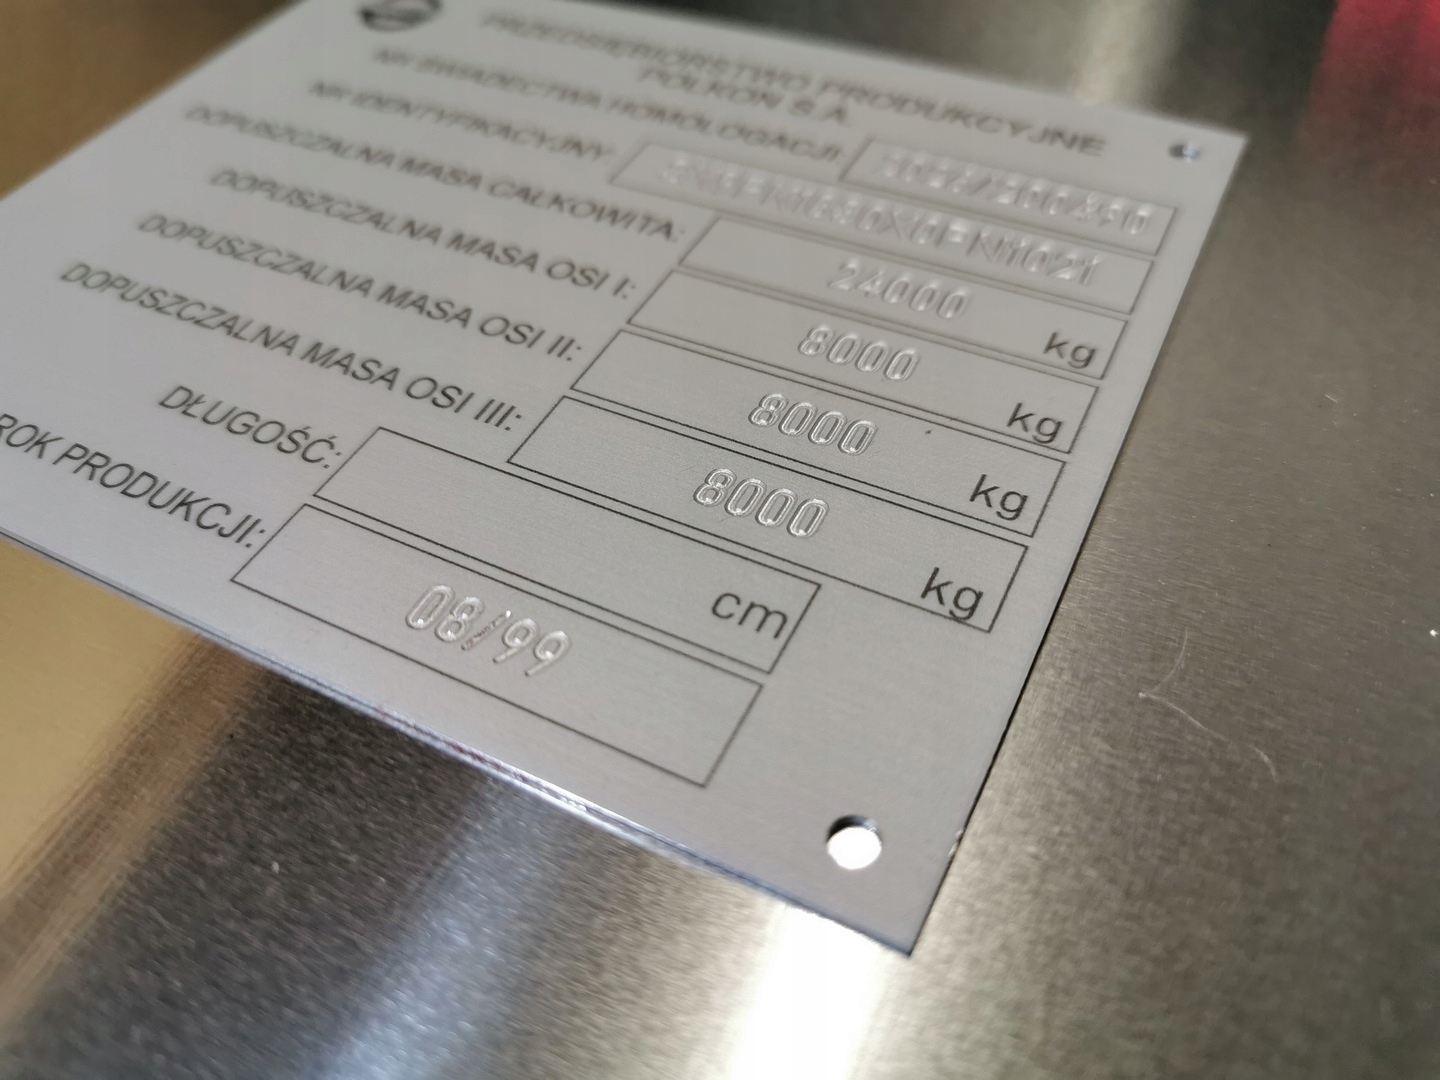 PRZEDSIĘBIORSTWO PRODUKCYJNE
POLKON S.A.
NR ŚWIADECTWA HOMOLOGACJI:
NR IDENTYFIKACYJNY:
DOPUSZCZALNA MASA CAŁKOWITA: 24000 kg
DOPUSZCZALNA MASA OSI I: 8000 kg
DOPUSZCZALNA MASA OSI II: 8000 kg
DOPUSZCZALNA MASA OSI III: 8000 kg
DŁUGOŚĆ: cm
ROK PRODUKCJI: 08/99